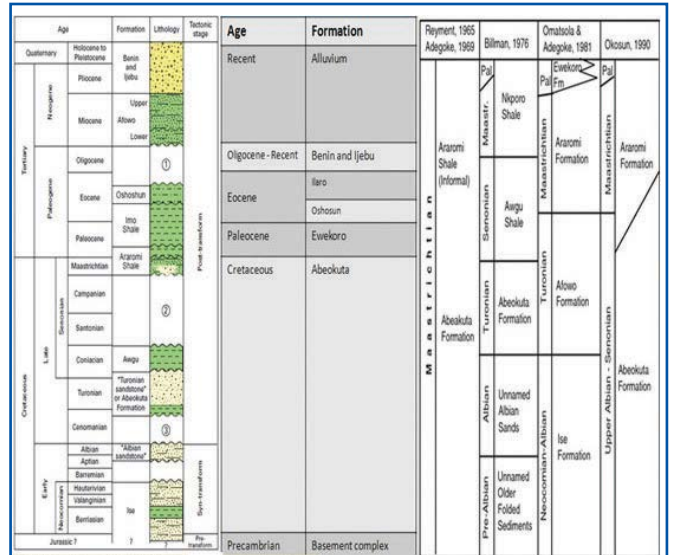 Age
Formation
Lithology
Tectonic
stage
Quaternary
Holocene to
Pleistocene
Benin
and
Ijebu
Tertiary
Neogene
Pliocene
Miocene
Upper
Afowo
Lower
Paleogene
Oligocene
①
Eocene
Oshoshun
Imo
Shale
Paleocene
Araromi
Shale
Post-transform
Cretaceous
Late
Senonian
Maastrichtian
Campanian
②
Santonian
Coniacian
Awgu
Turonian
"Turonian
sandstone"
or Abeokuta
Formation
Cenomanian
③
Early
Albian
"Albian
sandstone"
Aptian
Barremian
Neocomian
Hauterivian
Valanginian
Berriasian
Ise
Syn-transform
Jurassic ?
?
?
Pre-
transform
Age
Formation
Recent
Alluvium
Oligocene - Recent
Benin and Ijebu
Eocene
Ilaro
Oshosun
Paleocene
Ewekoro
Cretaceous
Abeokuta
Precambrian
Basement complex
Reyment, 1965
Adegoke, 1969
Maastrichtian
Araromi
Shale
(Informal)
Abeakuta
Formation
Billman, 1976
Pal
Maastr.
Nkporo
Shale
Senonian
Awgu
Shale
Turonian
Abeokuta
Formation
Albian
Unnamed
Albian
Sands
Pre-Albian
Unnamed
Older
Folded
Sediments
Omatsola &
Adegoke, 1981
Pal
Ewekoro
Fm
Maastrichtian
Araromi
Formation
Turonian
Afowo
Formation
Neocomian-Albian
Ise
Formation
Okosun, 1990
Pal
Maastrichtian
Araromi
Formation
Upper Albian - Senonian
Abeokuta
Formation